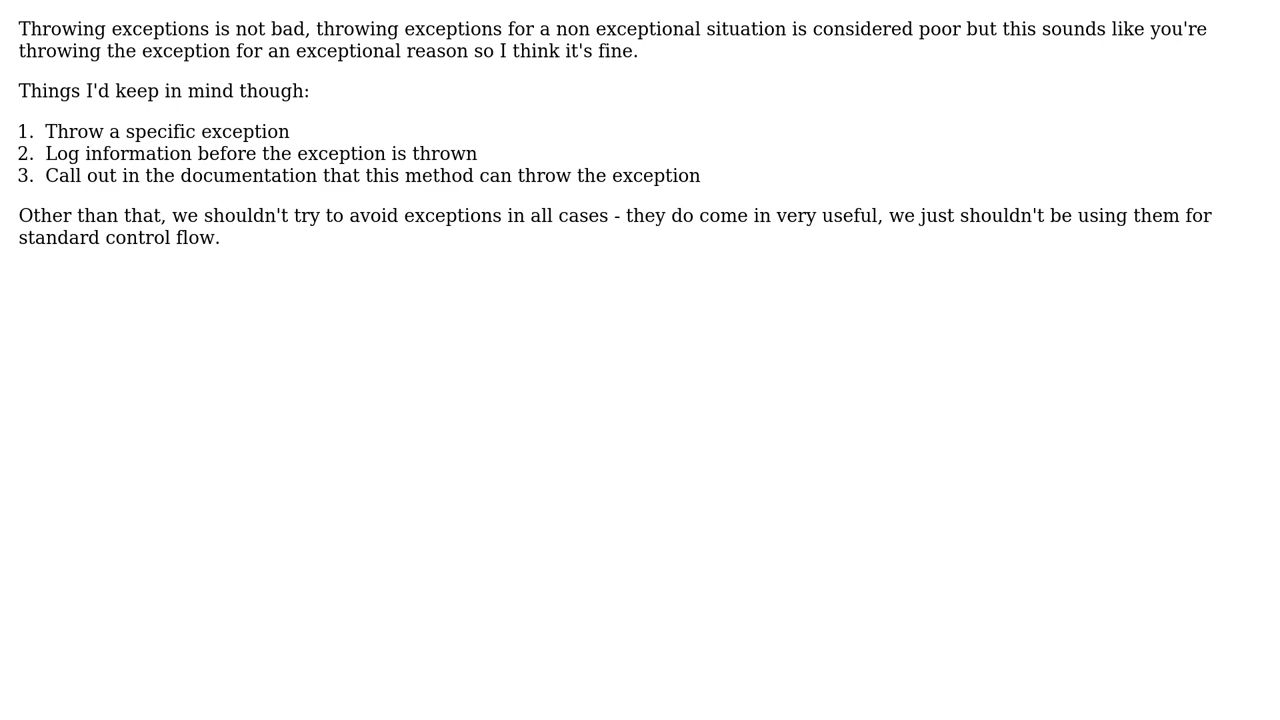 Throwing exceptions is not bad, throwing exceptions for a non exceptional situation is considered poor but this sounds like you're
throwing the exception for an exceptional reason so I think it's fine.
Things I'd keep in mind though:
1. Throw a specific exception
2. Log information before the exception is thrown
3. Call out in the documentation that this method can throw the exception
Other than that, we shouldn't try to avoid exceptions in all cases - they do come in very useful, we just shouldn't be using them for
standard control flow.